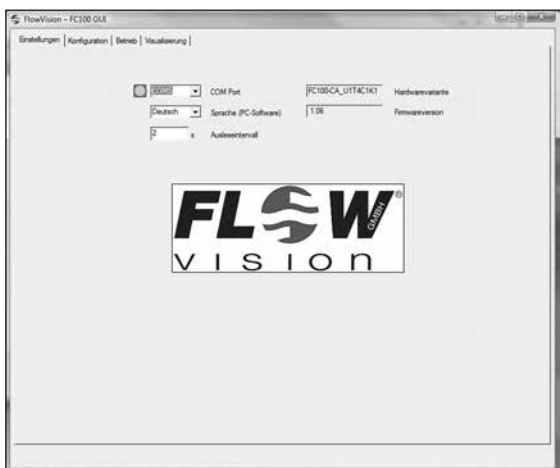 FlowVision - FC100 GUI
Einstellungen Konfiguration Betrieb Visualisierung
COM Port FC100-CA_U1T4C1K1 Hardwarevariante
Deutsch Sprache (PC-Software) 1.06 Firmwareversion
2 s Ausleseintervall
FLOW GMBH ®
vision